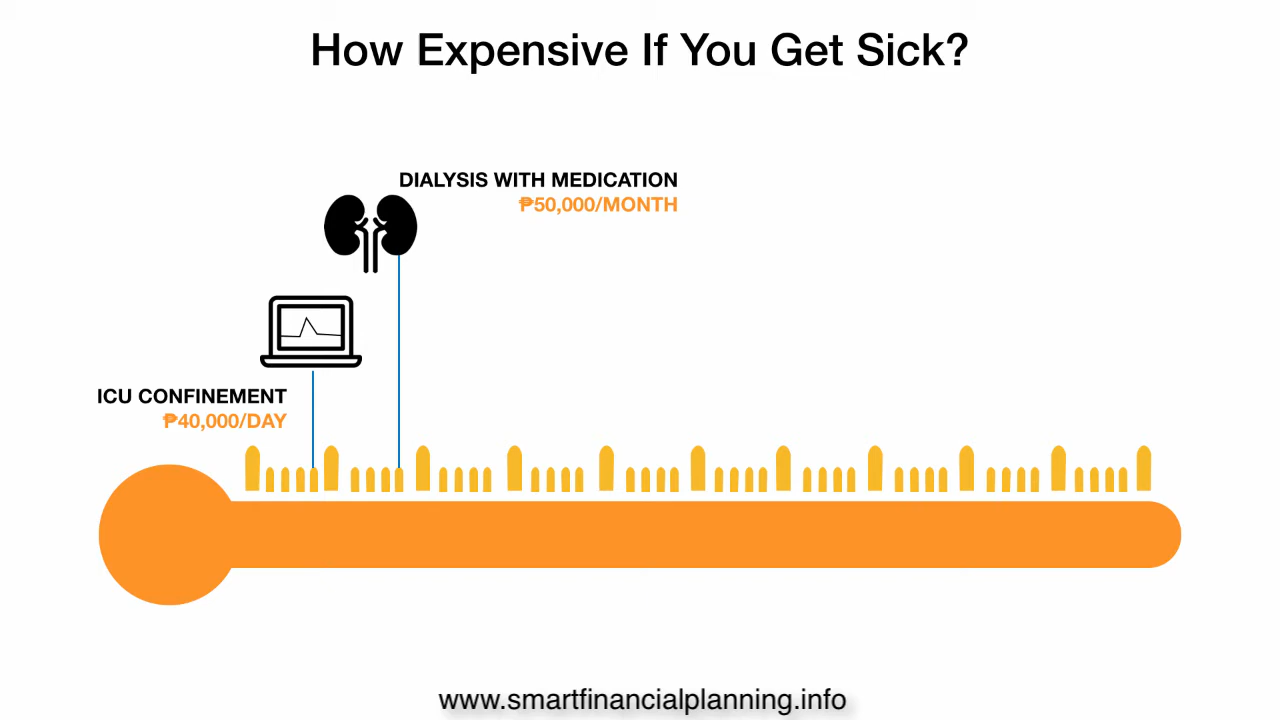 How Expensive If You Get Sick?
DIALYSIS WITH MEDICATION
₱50,000/MONTH
ICU CONFINEMENT
₱40,000/DAY
www.smartfinancialplanning.info